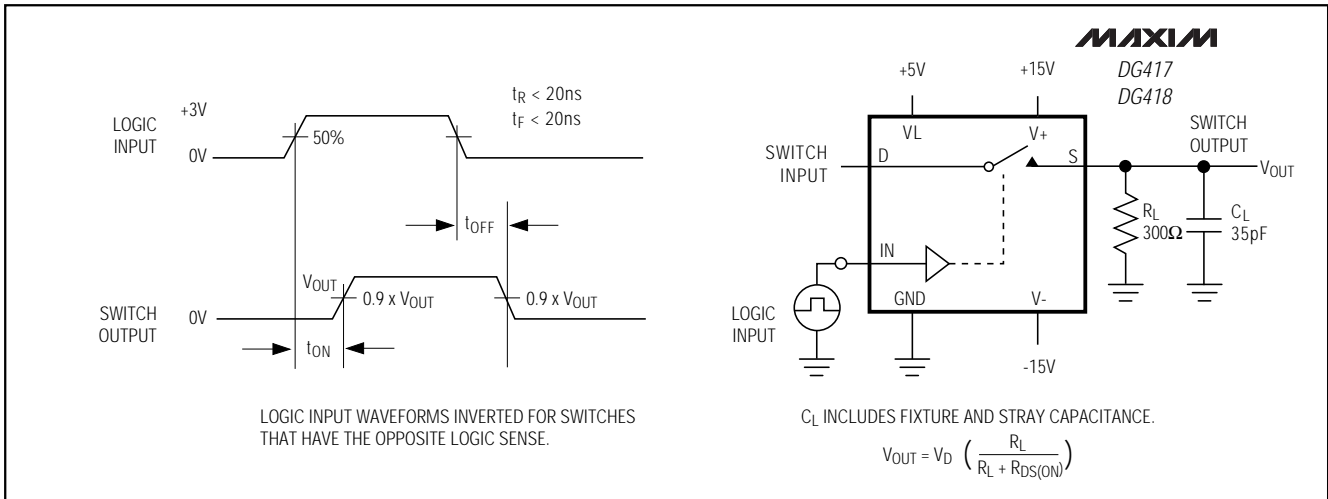 MAXIM
DG417
DG418
+5V
+15V
LOGIC
INPUT
+3V
0V
50%
tR < 20ns
tF < 20ns
tOFF
SWITCH
OUTPUT
0V
VOUT
0.9 x VOUT
0.9 x VOUT
tON
LOGIC INPUT WAVEFORMS INVERTED FOR SWITCHES
THAT HAVE THE OPPOSITE LOGIC SENSE.
VL
V+
SWITCH
INPUT
D
S
SWITCH
OUTPUT
VOUT
RL
300Ω
CL
35pF
IN
GND
V-
LOGIC
INPUT
-15V
CL INCLUDES FIXTURE AND STRAY CAPACITANCE.
VOUT = VD ( RL / RL + RDS(ON) )